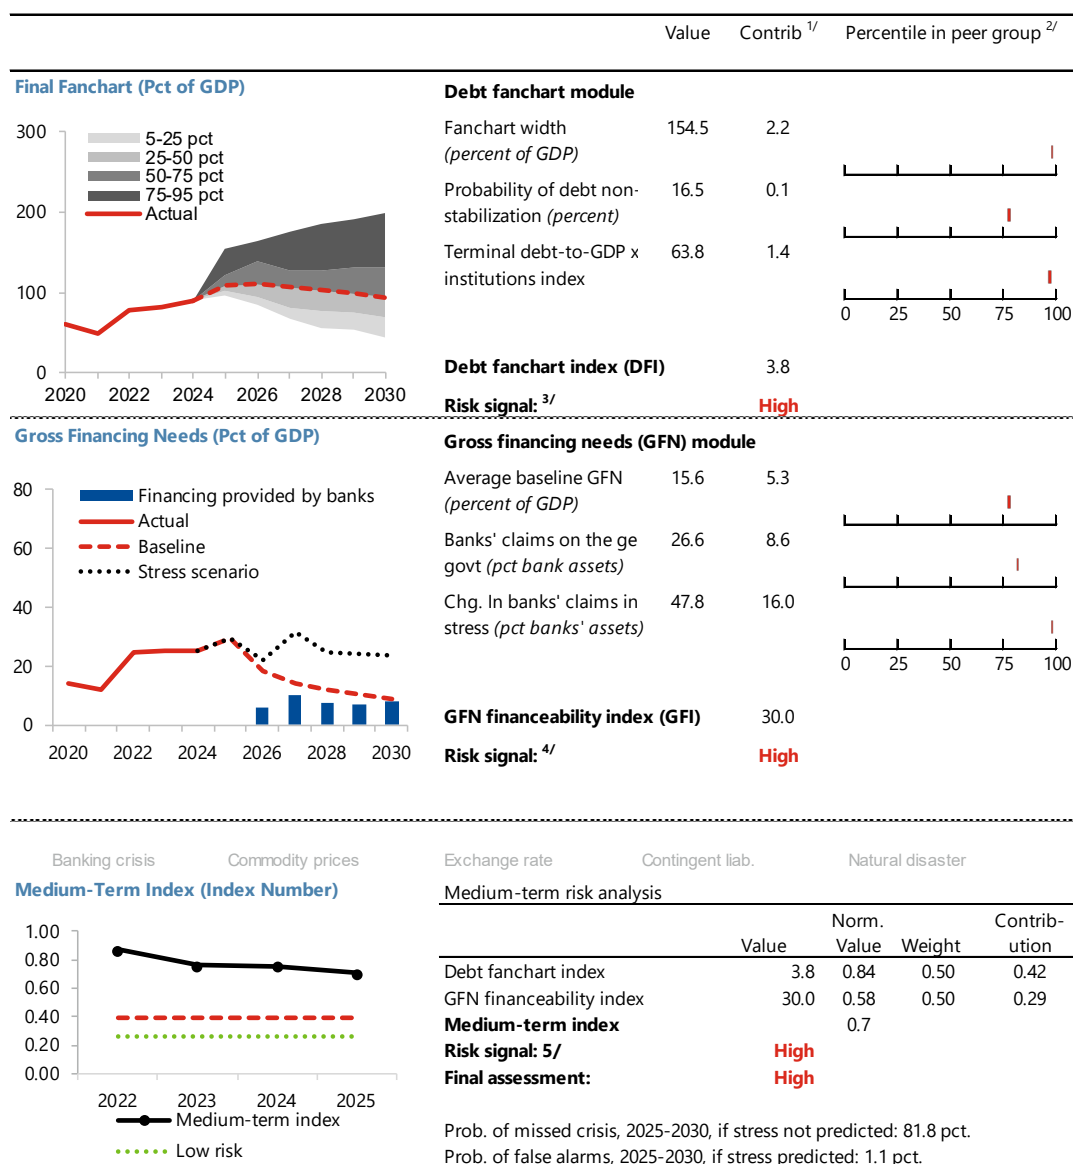 Value Contrib 1/ Percentile in peer group 2/
Final Fanchart (Pct of GDP)
300
200
100
0
5-25 pct
25-50 pct
50-75 pct
75-95 pct
Actual
2020 2022 2024 2026 2028 2030
Debt fanchart module
Fanchart width 154.5 2.2
(percent of GDP)
Probability of debt non- 16.5 0.1
stabilization (percent)
Terminal debt-to-GDP x 63.8 1.4
institutions index
0 25 50 75 100
Debt fanchart index (DFI) 3.8
Risk signal: 3/ High
Gross Financing Needs (Pct of GDP)
80
60
40
20
0
Financing provided by banks
Actual
Baseline
Stress scenario
2020 2022 2024 2026 2028 2030
Gross financing needs (GFN) module
Average baseline GFN 15.6 5.3
(percent of GDP)
Banks' claims on the ge 26.6 8.6
govt (pct bank assets)
Chg. In banks' claims in 47.8 16.0
stress (pct banks' assets)
0 25 50 75 100
GFN financeability index (GFI) 30.0
Risk signal: 4/ High
Banking crisis Commodity prices Exchange rate Contingent liab. Natural disaster
Medium-Term Index (Index Number)
1.00
0.80
0.60
0.40
0.20
0.00
2022 2023 2024 2025
Medium-term index
Low risk
Medium-term risk analysis
Norm. Contrib-
Value Value Weight ution
Debt fanchart index 3.8 0.84 0.50 0.42
GFN financeability index 30.0 0.58 0.50 0.29
Medium-term index 0.7
Risk signal: 5/ High
Final assessment: High
Prob. of missed crisis, 2025-2030, if stress not predicted: 81.8 pct.
Prob. of false alarms, 2025-2030, if stress predicted: 1.1 pct.